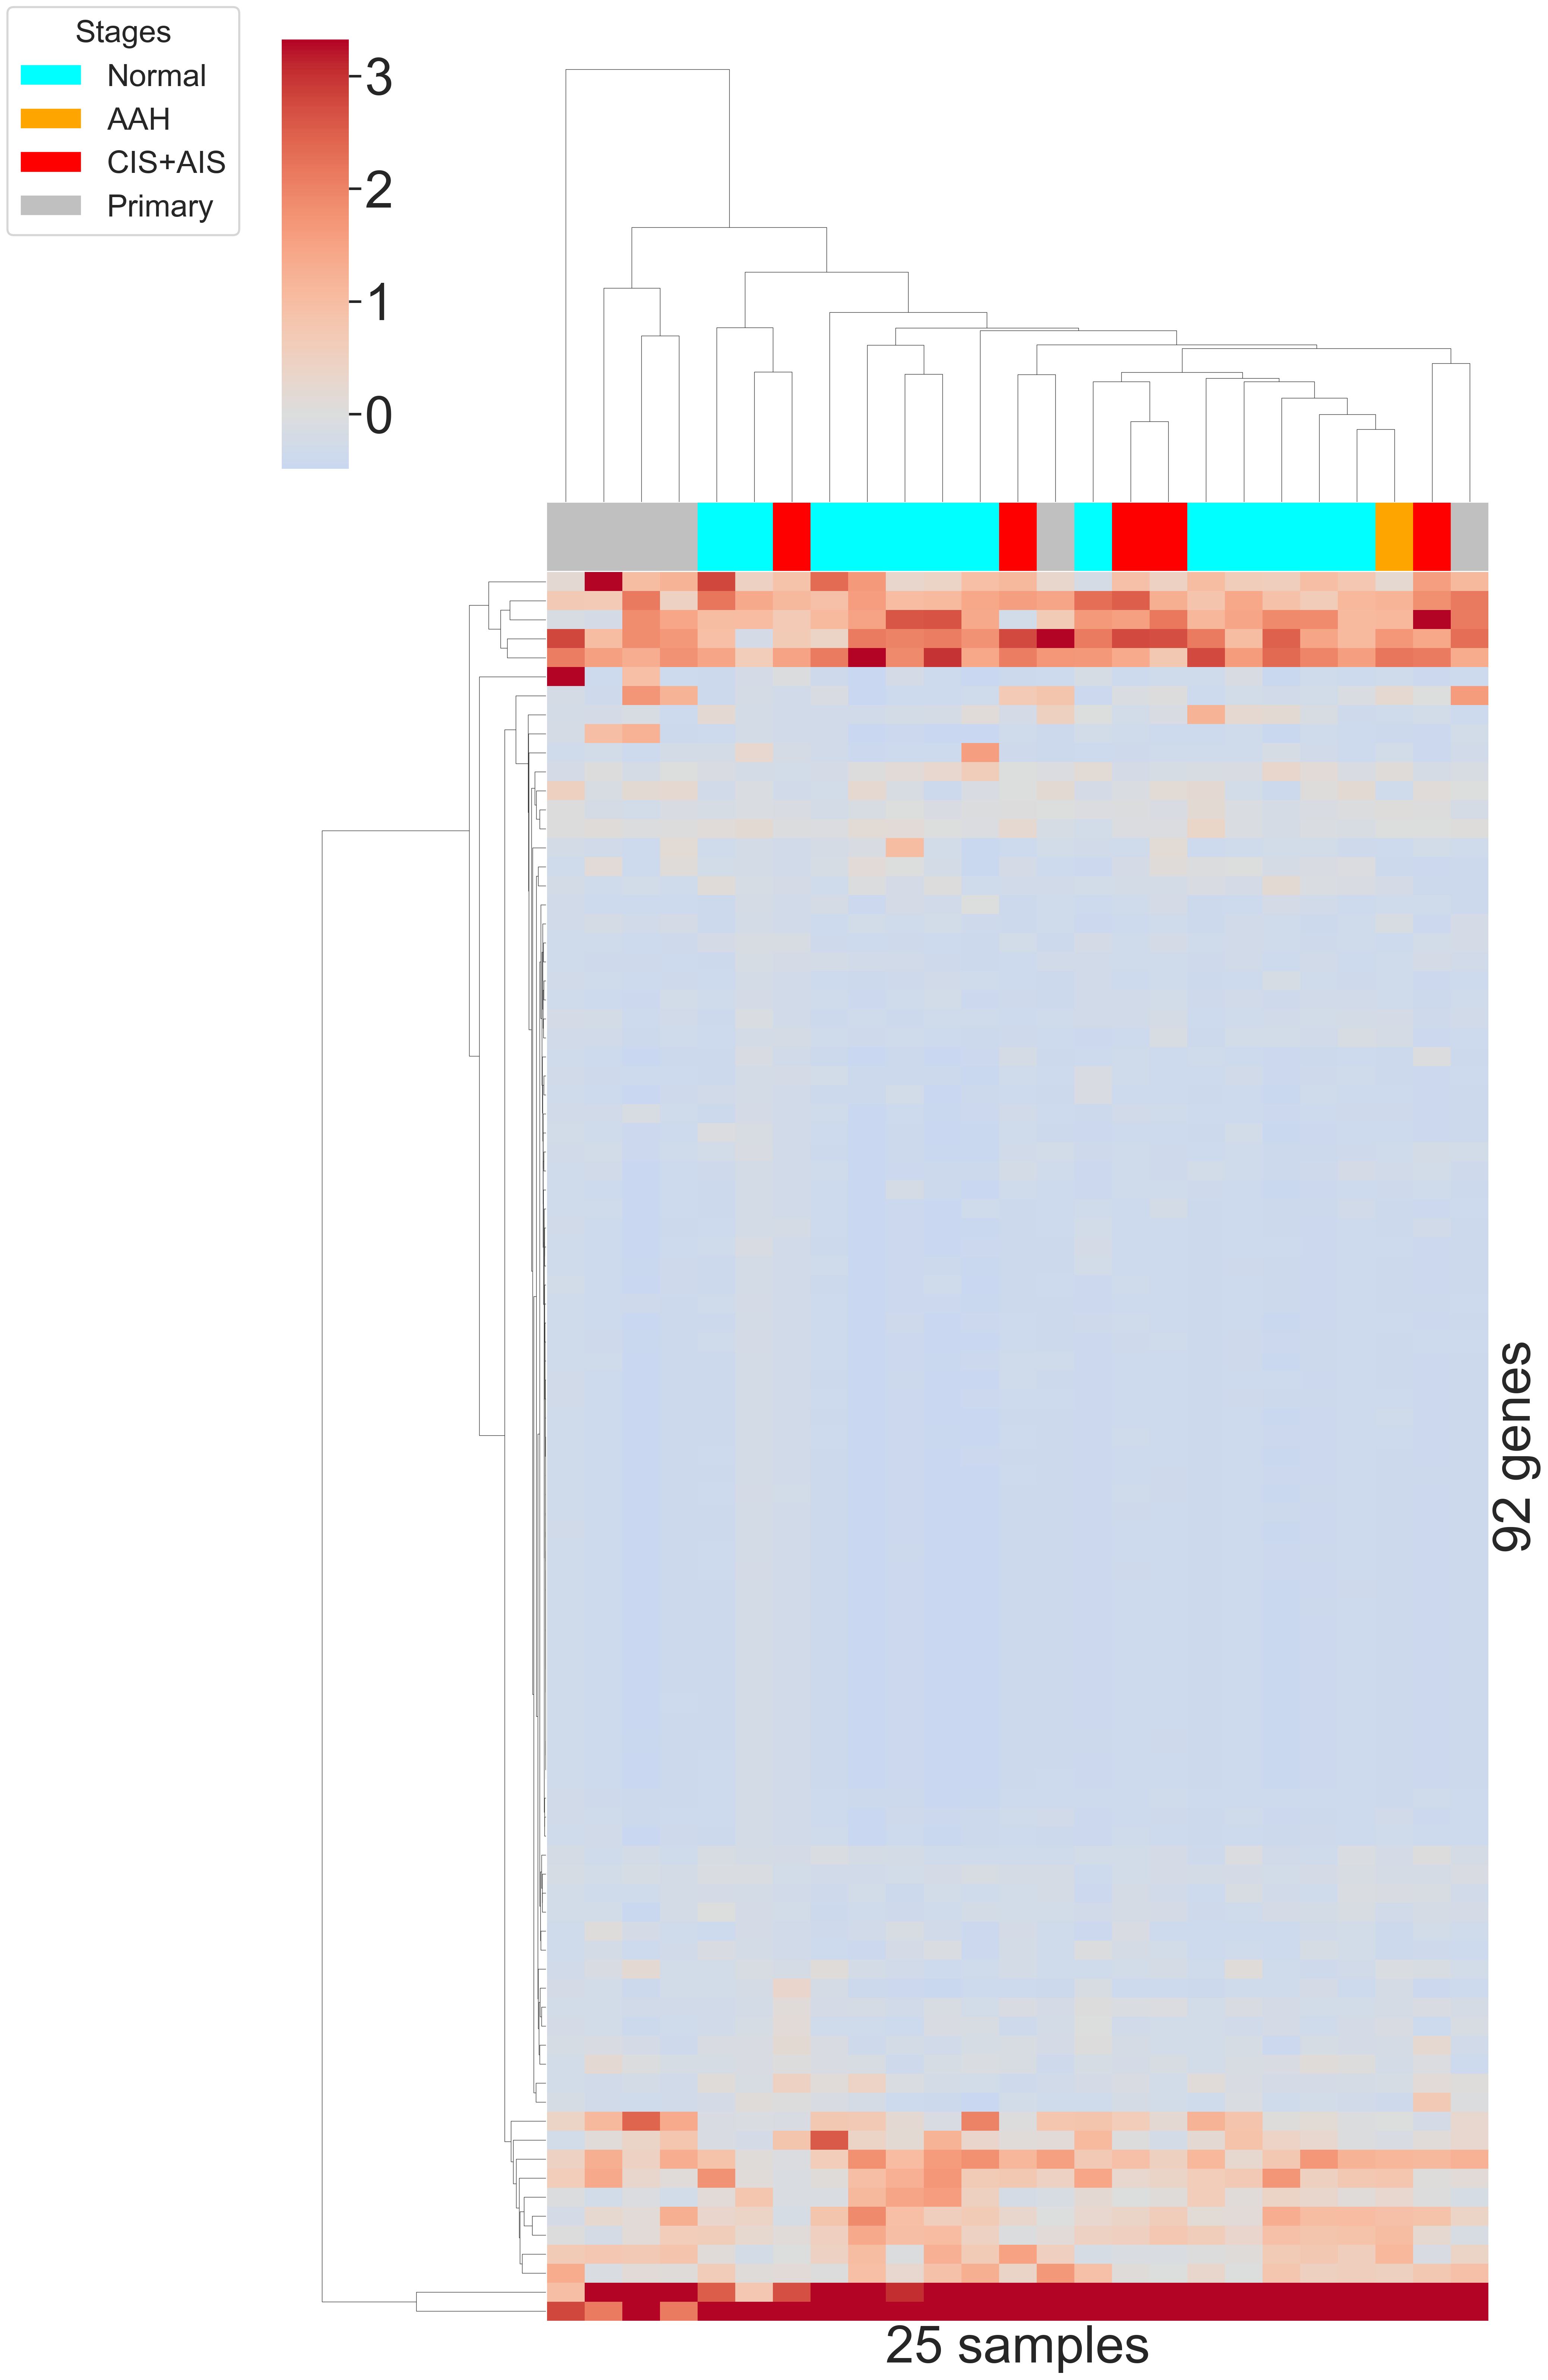 Stages
Normal
AAH
CIS+AIS
Primary
3
2
1
0
92 genes
25 samples